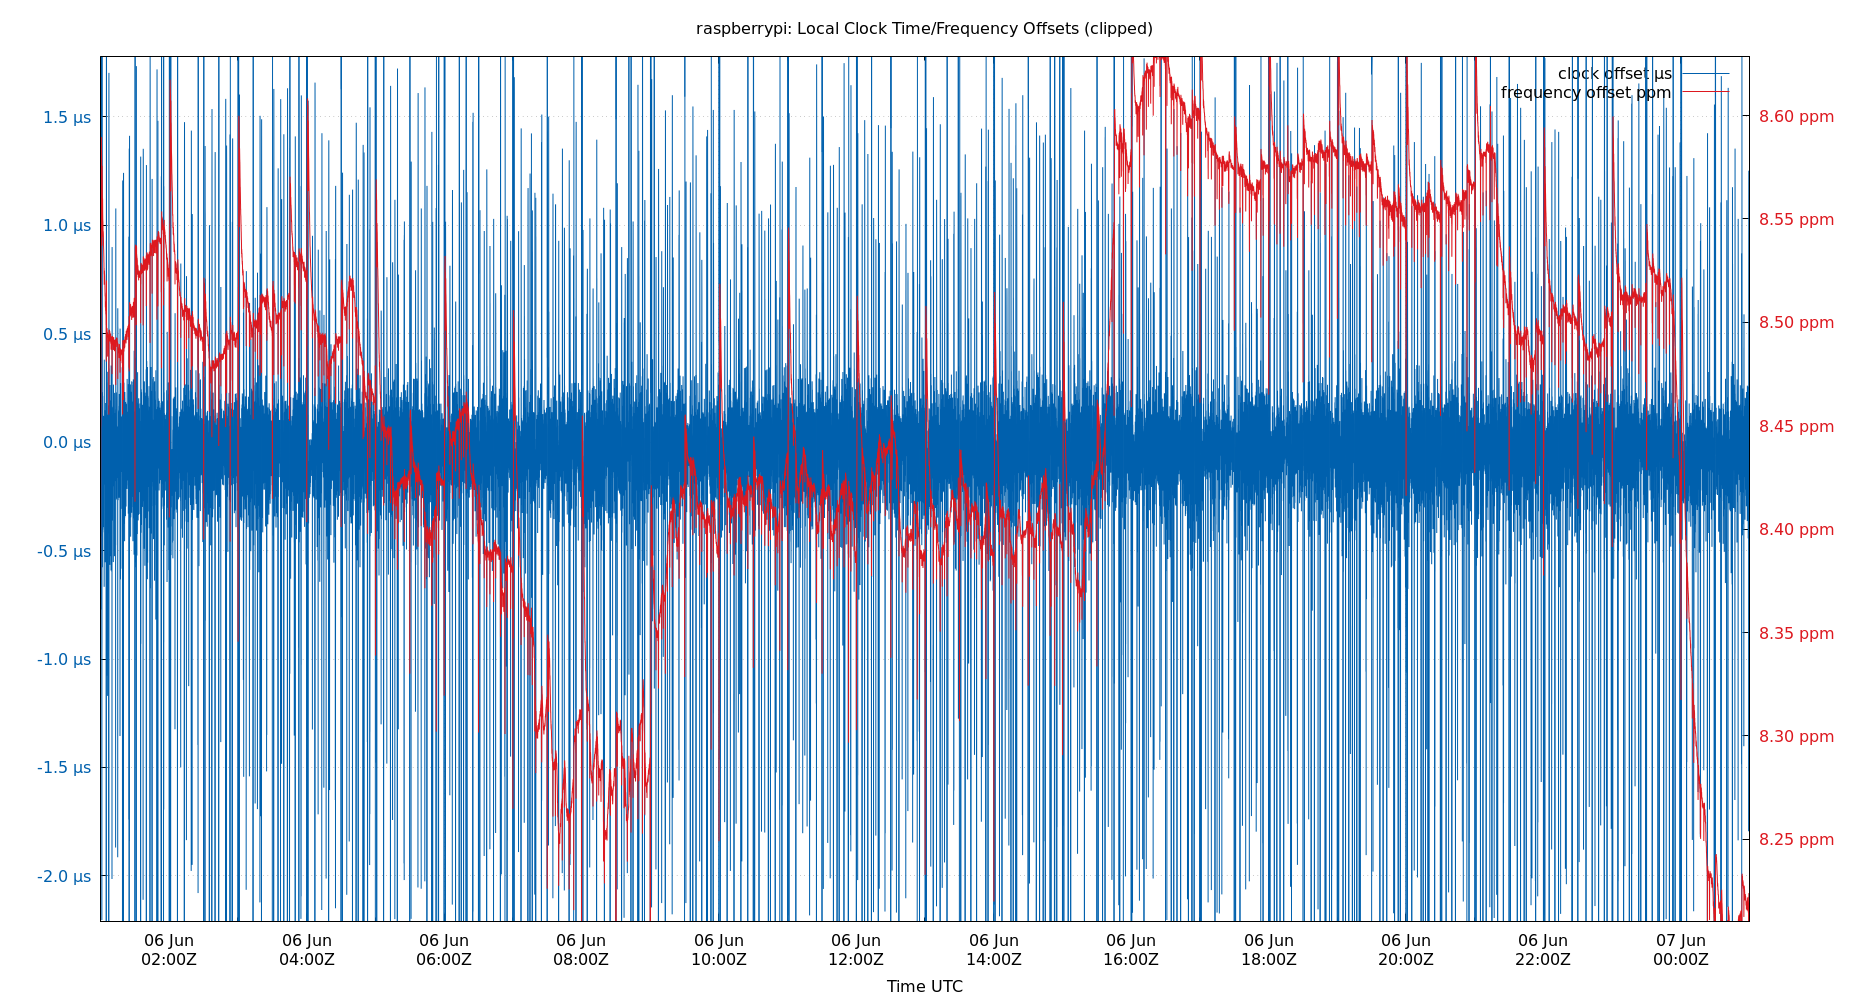 raspberrypi: Local Clock Time/Frequency Offsets (clipped)
clock offset µs
frequency offset ppm
1.5 µs
1.0 µs
0.5 µs
0.0 µs
-0.5 µs
-1.0 µs
-1.5 µs
-2.0 µs
8.60 ppm
8.55 ppm
8.50 ppm
8.45 ppm
8.40 ppm
8.35 ppm
8.30 ppm
8.25 ppm
06 Jun 06 Jun 06 Jun 06 Jun 06 Jun 06 Jun 06 Jun 06 Jun 06 Jun 06 Jun 06 Jun 07 Jun
02:00Z 04:00Z 06:00Z 08:00Z 10:00Z 12:00Z 14:00Z 16:00Z 18:00Z 20:00Z 22:00Z 00:00Z
Time UTC